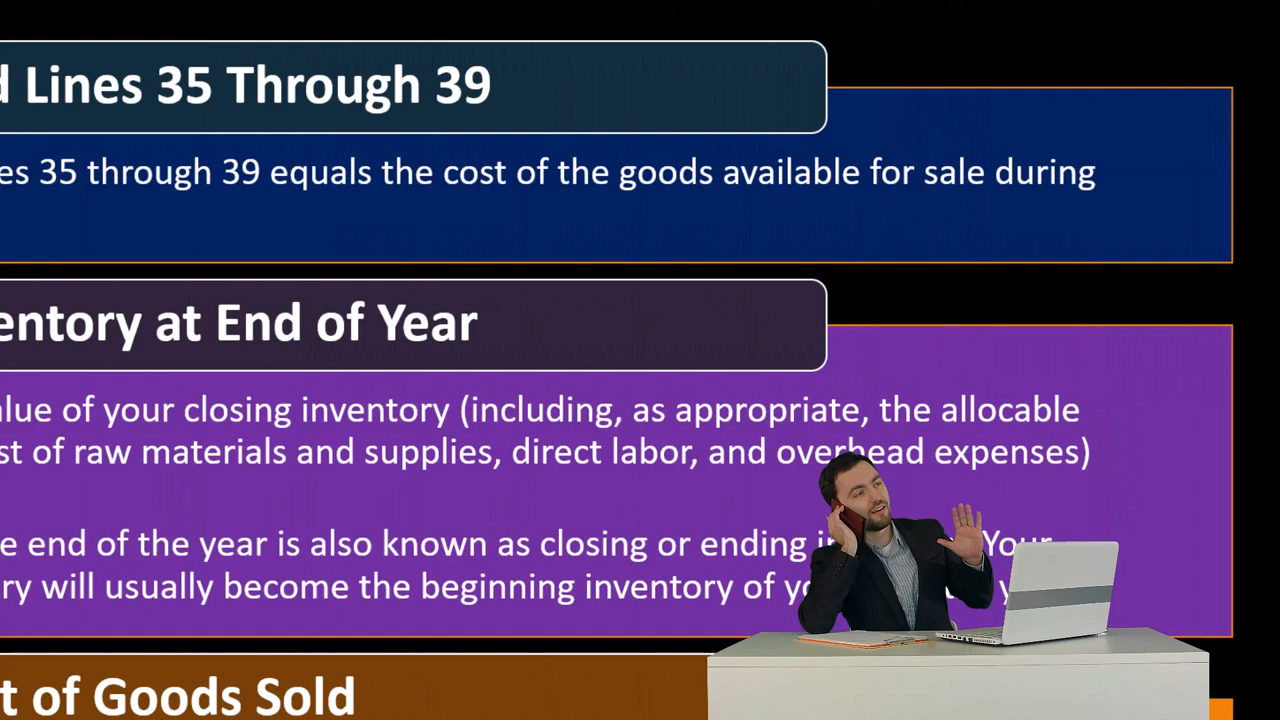 d Lines 35 Through 39
es 35 through 39 equals the cost of the goods available for sale during
entory at End of Year
alue of your closing inventory (including, as appropriate, the allocable
st of raw materials and supplies, direct labor, and overhead expenses)
e end of the year is also known as closing or ending Your
ry will usually become the beginning inventory of
t of Goods Sold